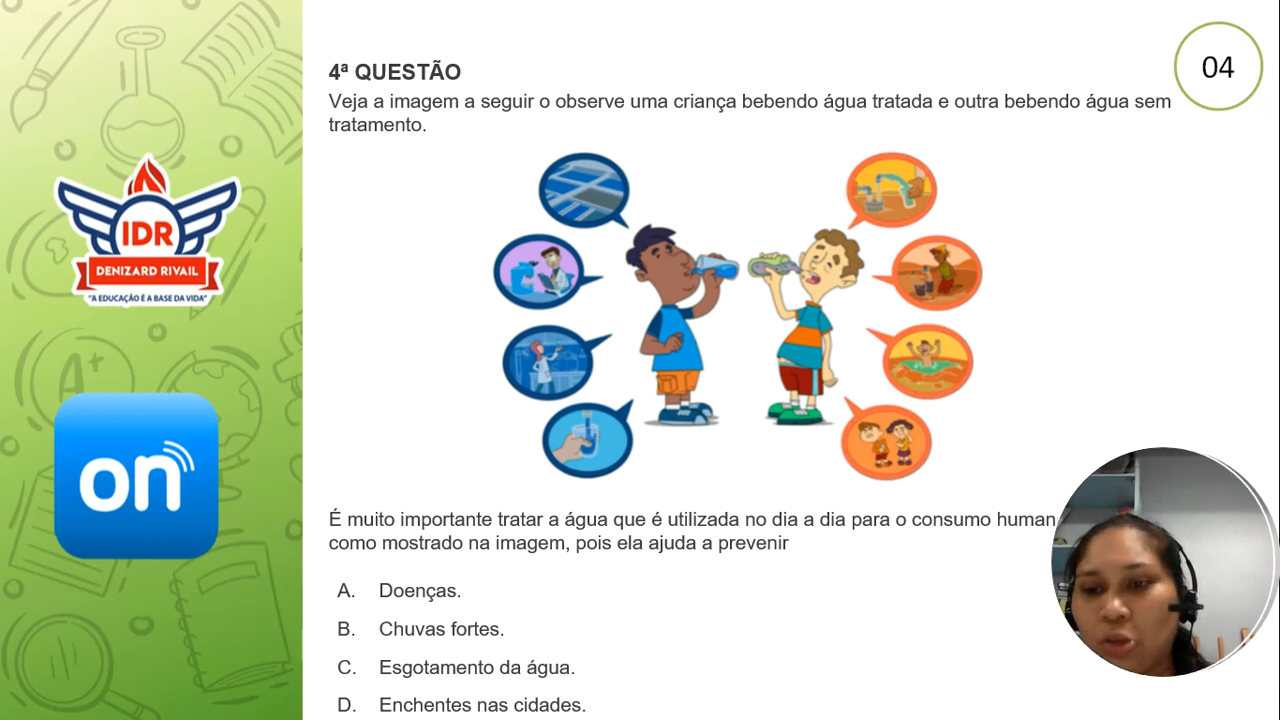 04
4ª QUESTÃO
Veja a imagem a seguir o observe uma criança bebendo água tratada e outra bebendo água sem
tratamento.
IDR
DENIZARD RIVAIL
"A EDUCAÇÃO É A BASE DA VIDA"
A+
on
É muito importante tratar a água que é utilizada no dia a dia para o consumo human
como mostrado na imagem, pois ela ajuda a prevenir
A. Doenças.
B. Chuvas fortes.
C. Esgotamento da água.
D. Enchentes nas cidades.